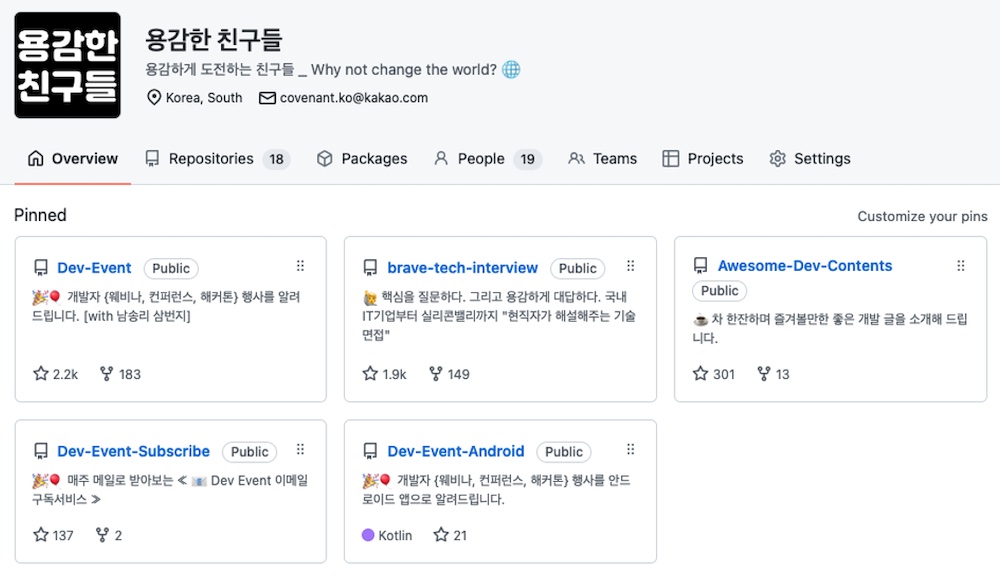 용감한
친구들
용감한 친구들
용감하게 도전하는 친구들 _ Why not change the world? 🌐
Korea, South covenant.ko@kakao.com
Overview Repositories 18 Packages People 19 Teams Projects Settings
Pinned Customize your pins
Dev-Event Public
🎉🎈 개발자 {웨비나, 컨퍼런스, 해커톤} 행사를 알려
드립니다. [with 남송리 삼번지]
2.2k 183
brave-tech-interview Public
🙋 핵심을 질문하다. 그리고 용감하게 대답하다. 국내
IT기업부터 실리콘밸리까지 "현직자가 해설해주는 기술
면접"
1.9k 149
Awesome-Dev-Contents
Public
☕ 차 한잔하며 즐겨볼만한 좋은 개발 글을 소개해 드립
니다.
301 13
Dev-Event-Subscribe Public
🎉🎈 매주 메일로 받아보는 ≪ 📧 Dev Event 이메일
구독서비스 ≫
137 2
Dev-Event-Android Public
🎉🎈 개발자 {웨비나, 컨퍼런스, 해커톤} 행사를 안드
로이드 앱으로 알려드립니다.
Kotlin 21